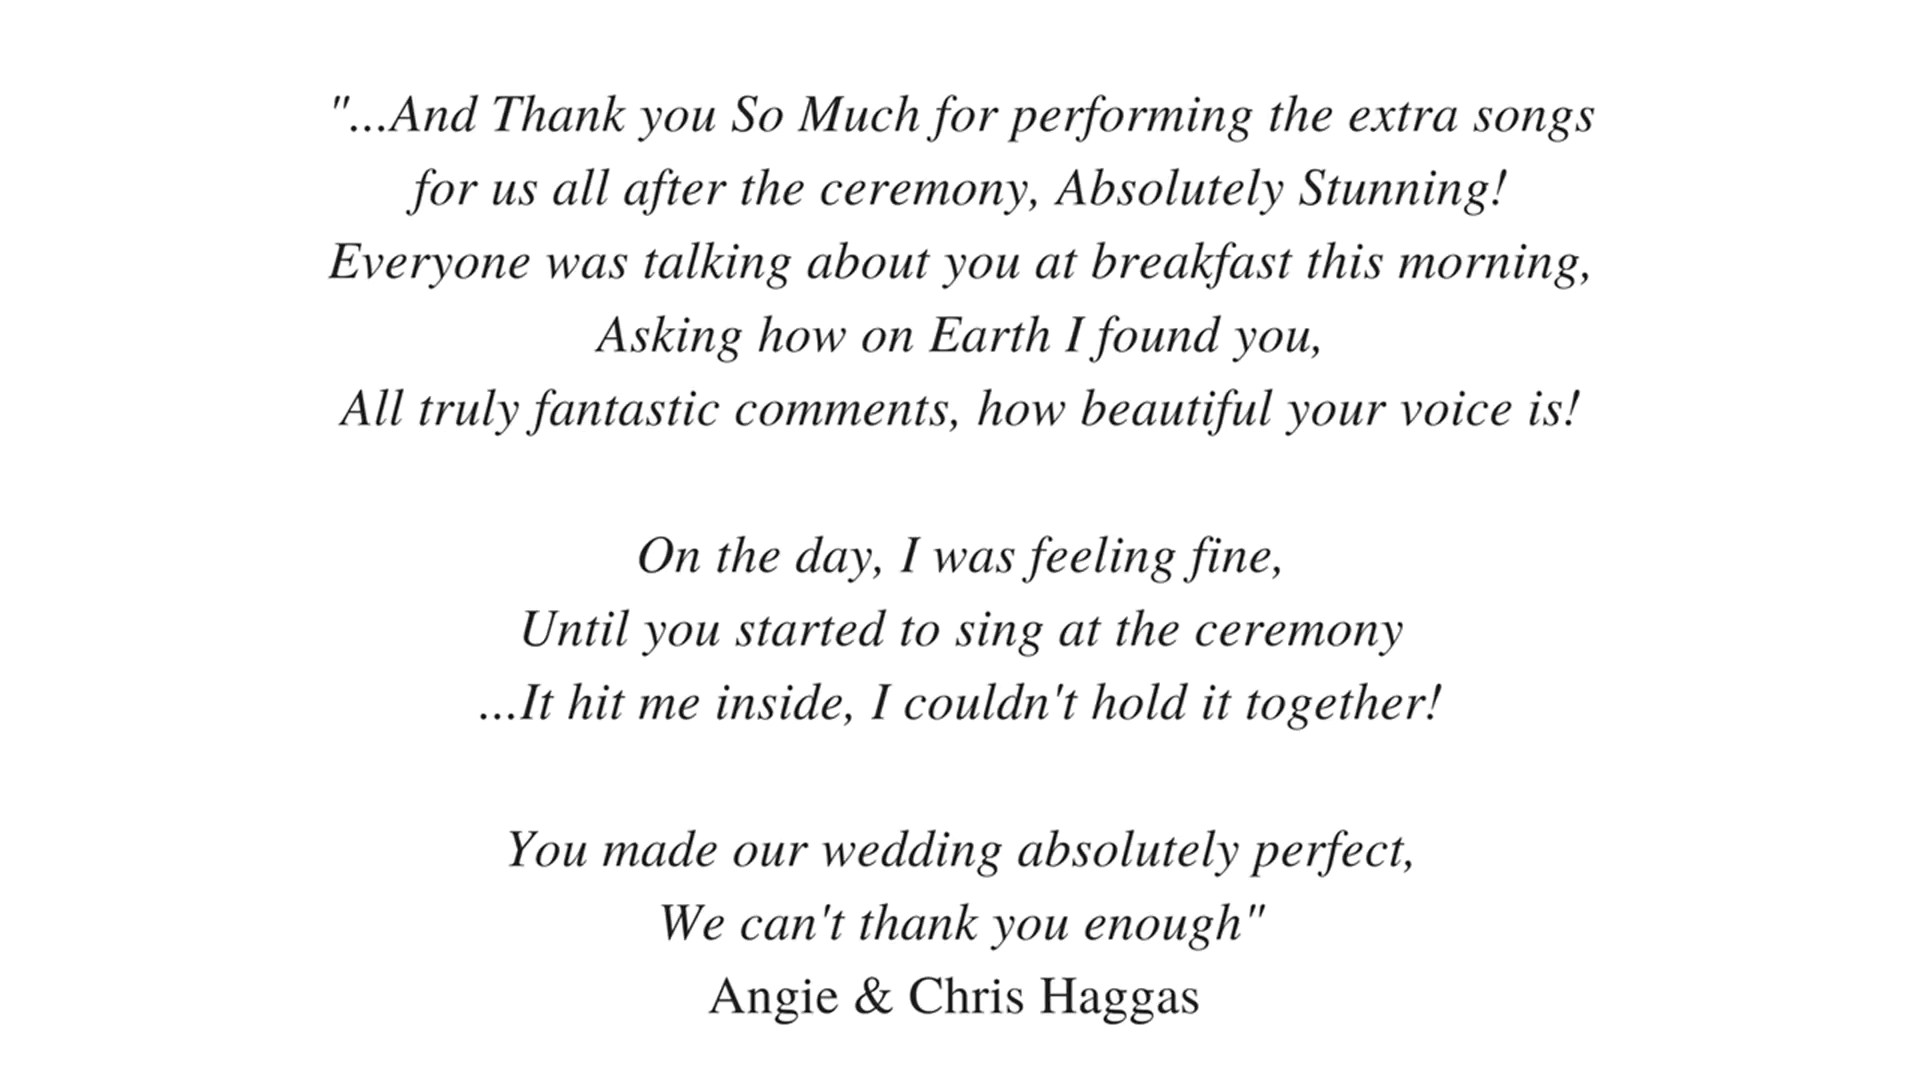 "...And Thank you So Much for performing the extra songs
for us all after the ceremony, Absolutely Stunning!
Everyone was talking about you at breakfast this morning,
Asking how on Earth I found you,
All truly fantastic comments, how beautiful your voice is!
On the day, I was feeling fine,
Until you started to sing at the ceremony
...It hit me inside, I couldn't hold it together!
You made our wedding absolutely perfect,
We can't thank you enough"
Angie & Chris Haggas